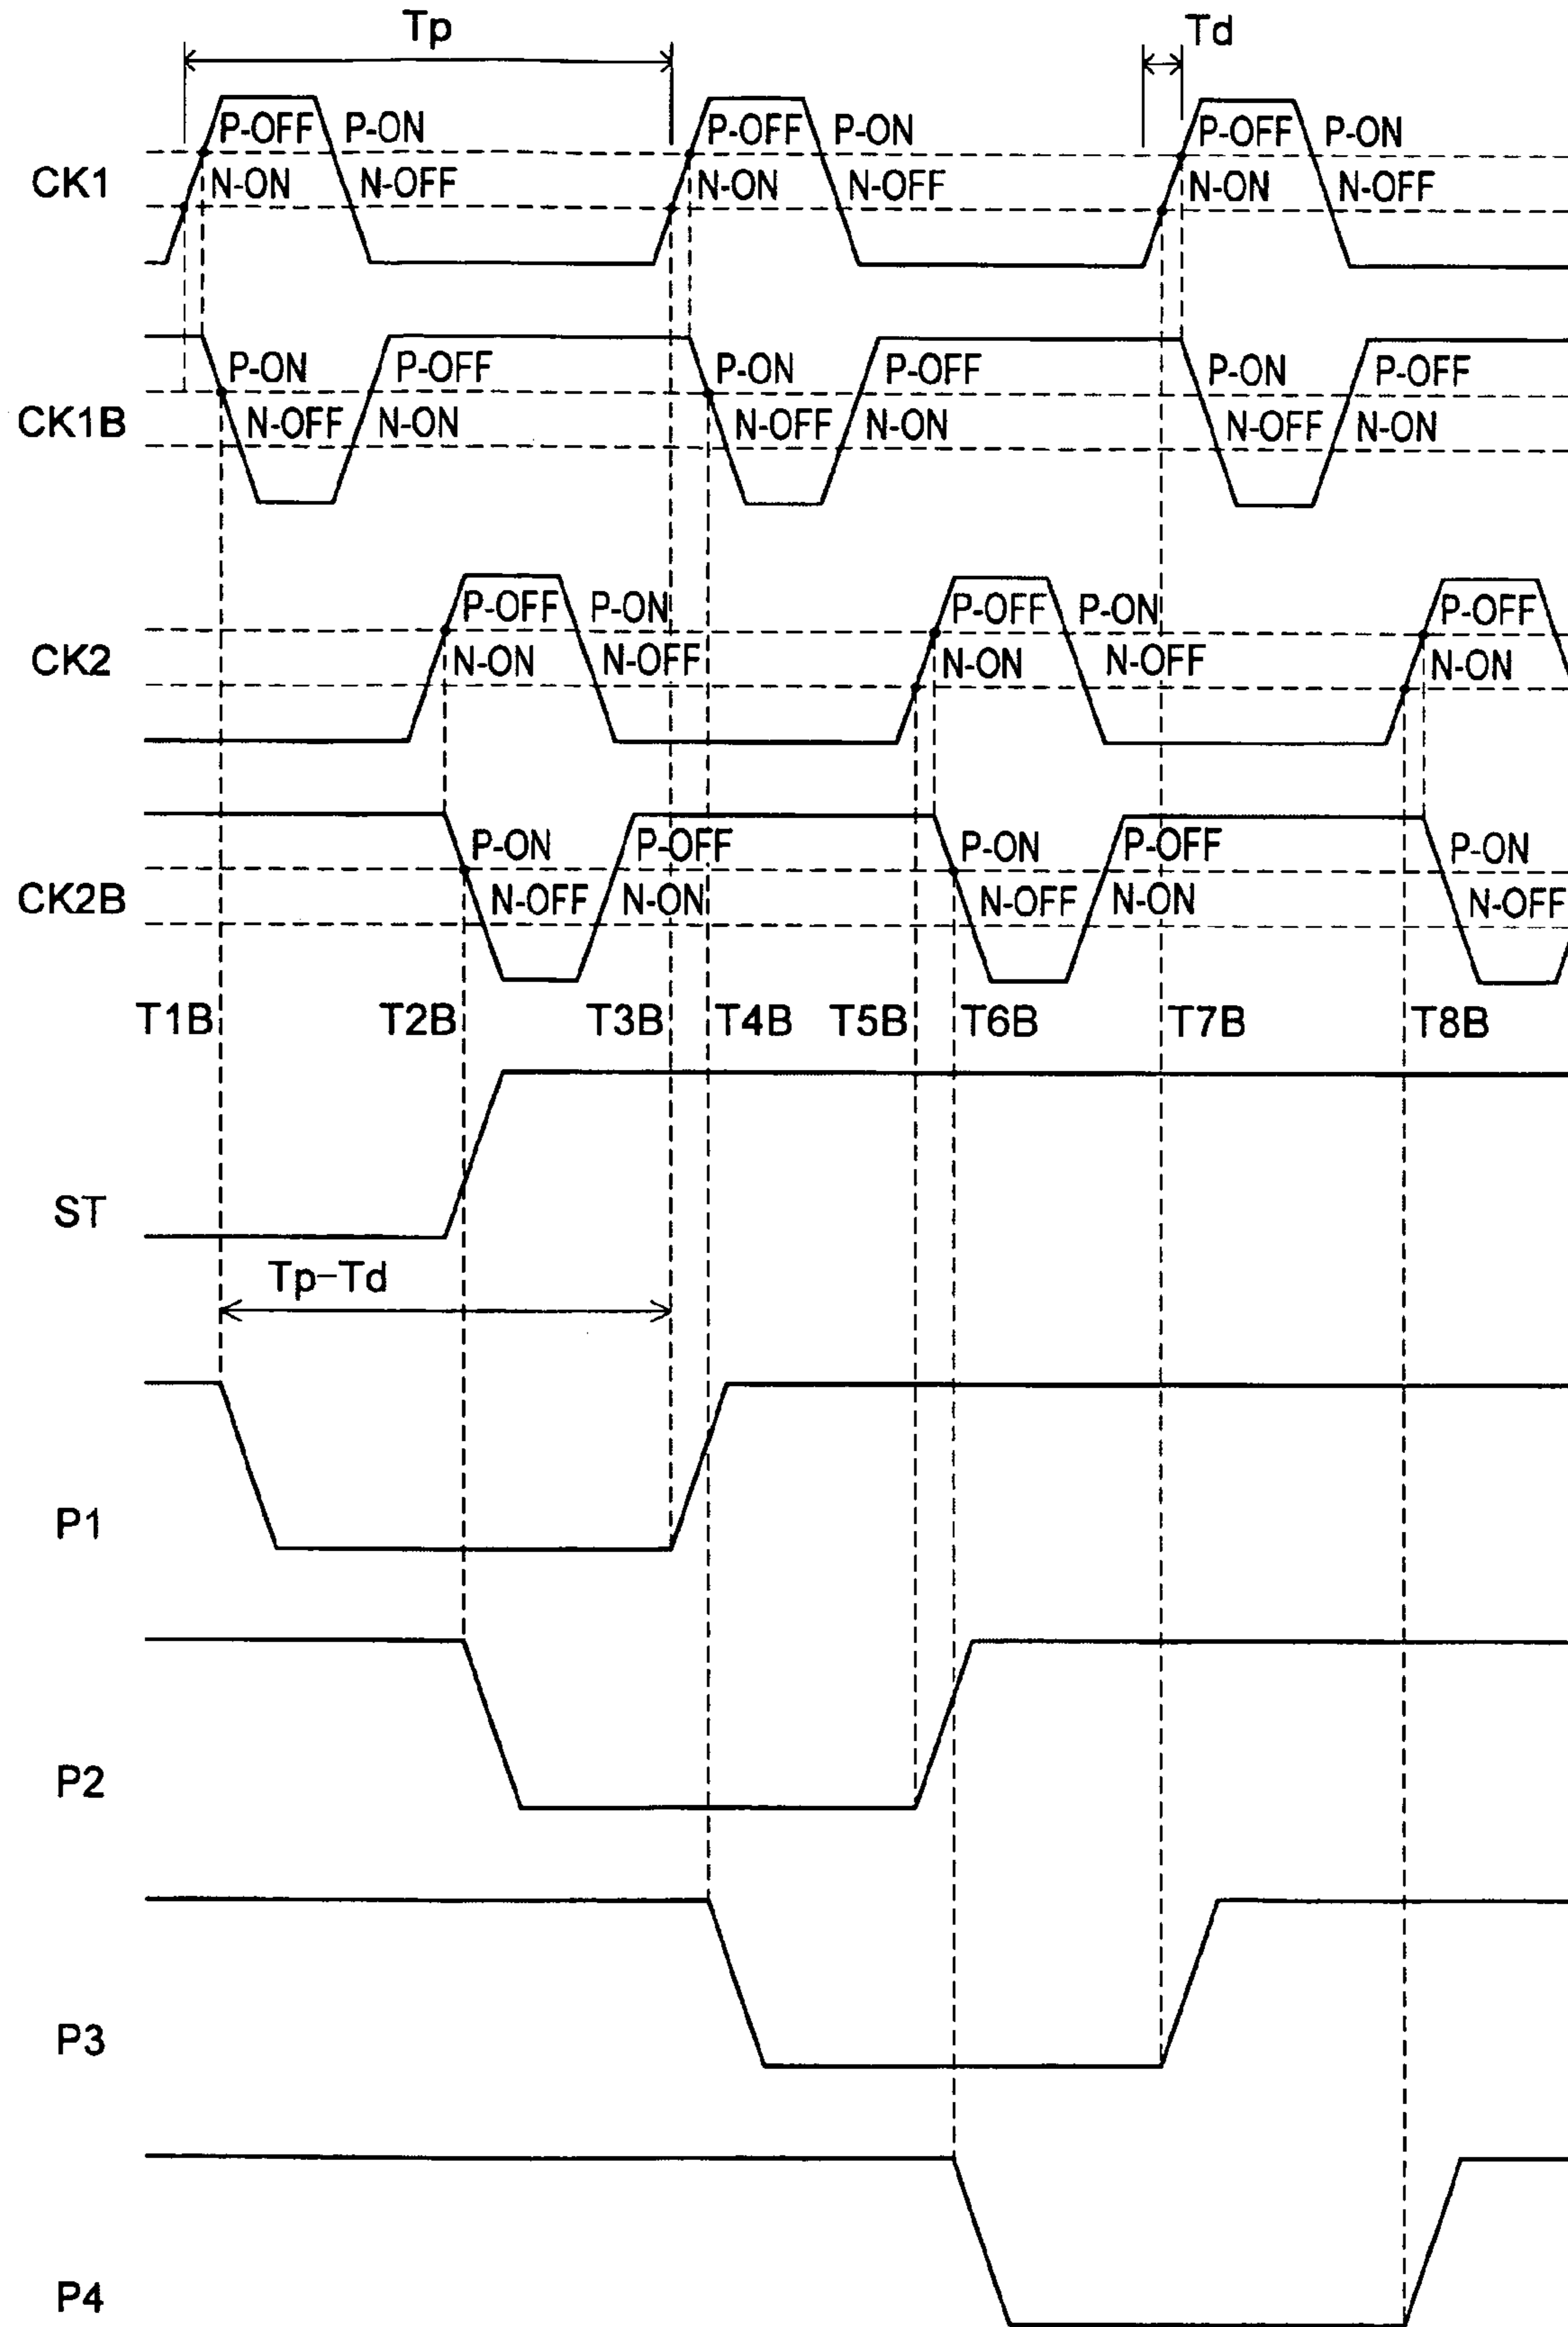 Tp
Td
P-OFF P-ON P-OFF P-ON P-OFF P-ON
CK1
N-ON N-OFF N-ON N-OFF N-ON N-OFF
P-ON P-OFF P-ON P-OFF P-ON P-OFF
CK1B
N-OFF N-ON N-OFF N-ON N-OFF N-ON
P-OFF P-ON P-OFF P-ON P-OFF
CK2
N-ON N-OFF N-ON N-OFF N-ON
P-ON P-OFF P-ON P-OFF P-ON
CK2B
N-OFF N-ON N-OFF N-ON N-OFF
T1B T2B T3B T4B T5B T6B T7B T8B
ST
Tp-Td
P1
P2
P3
P4